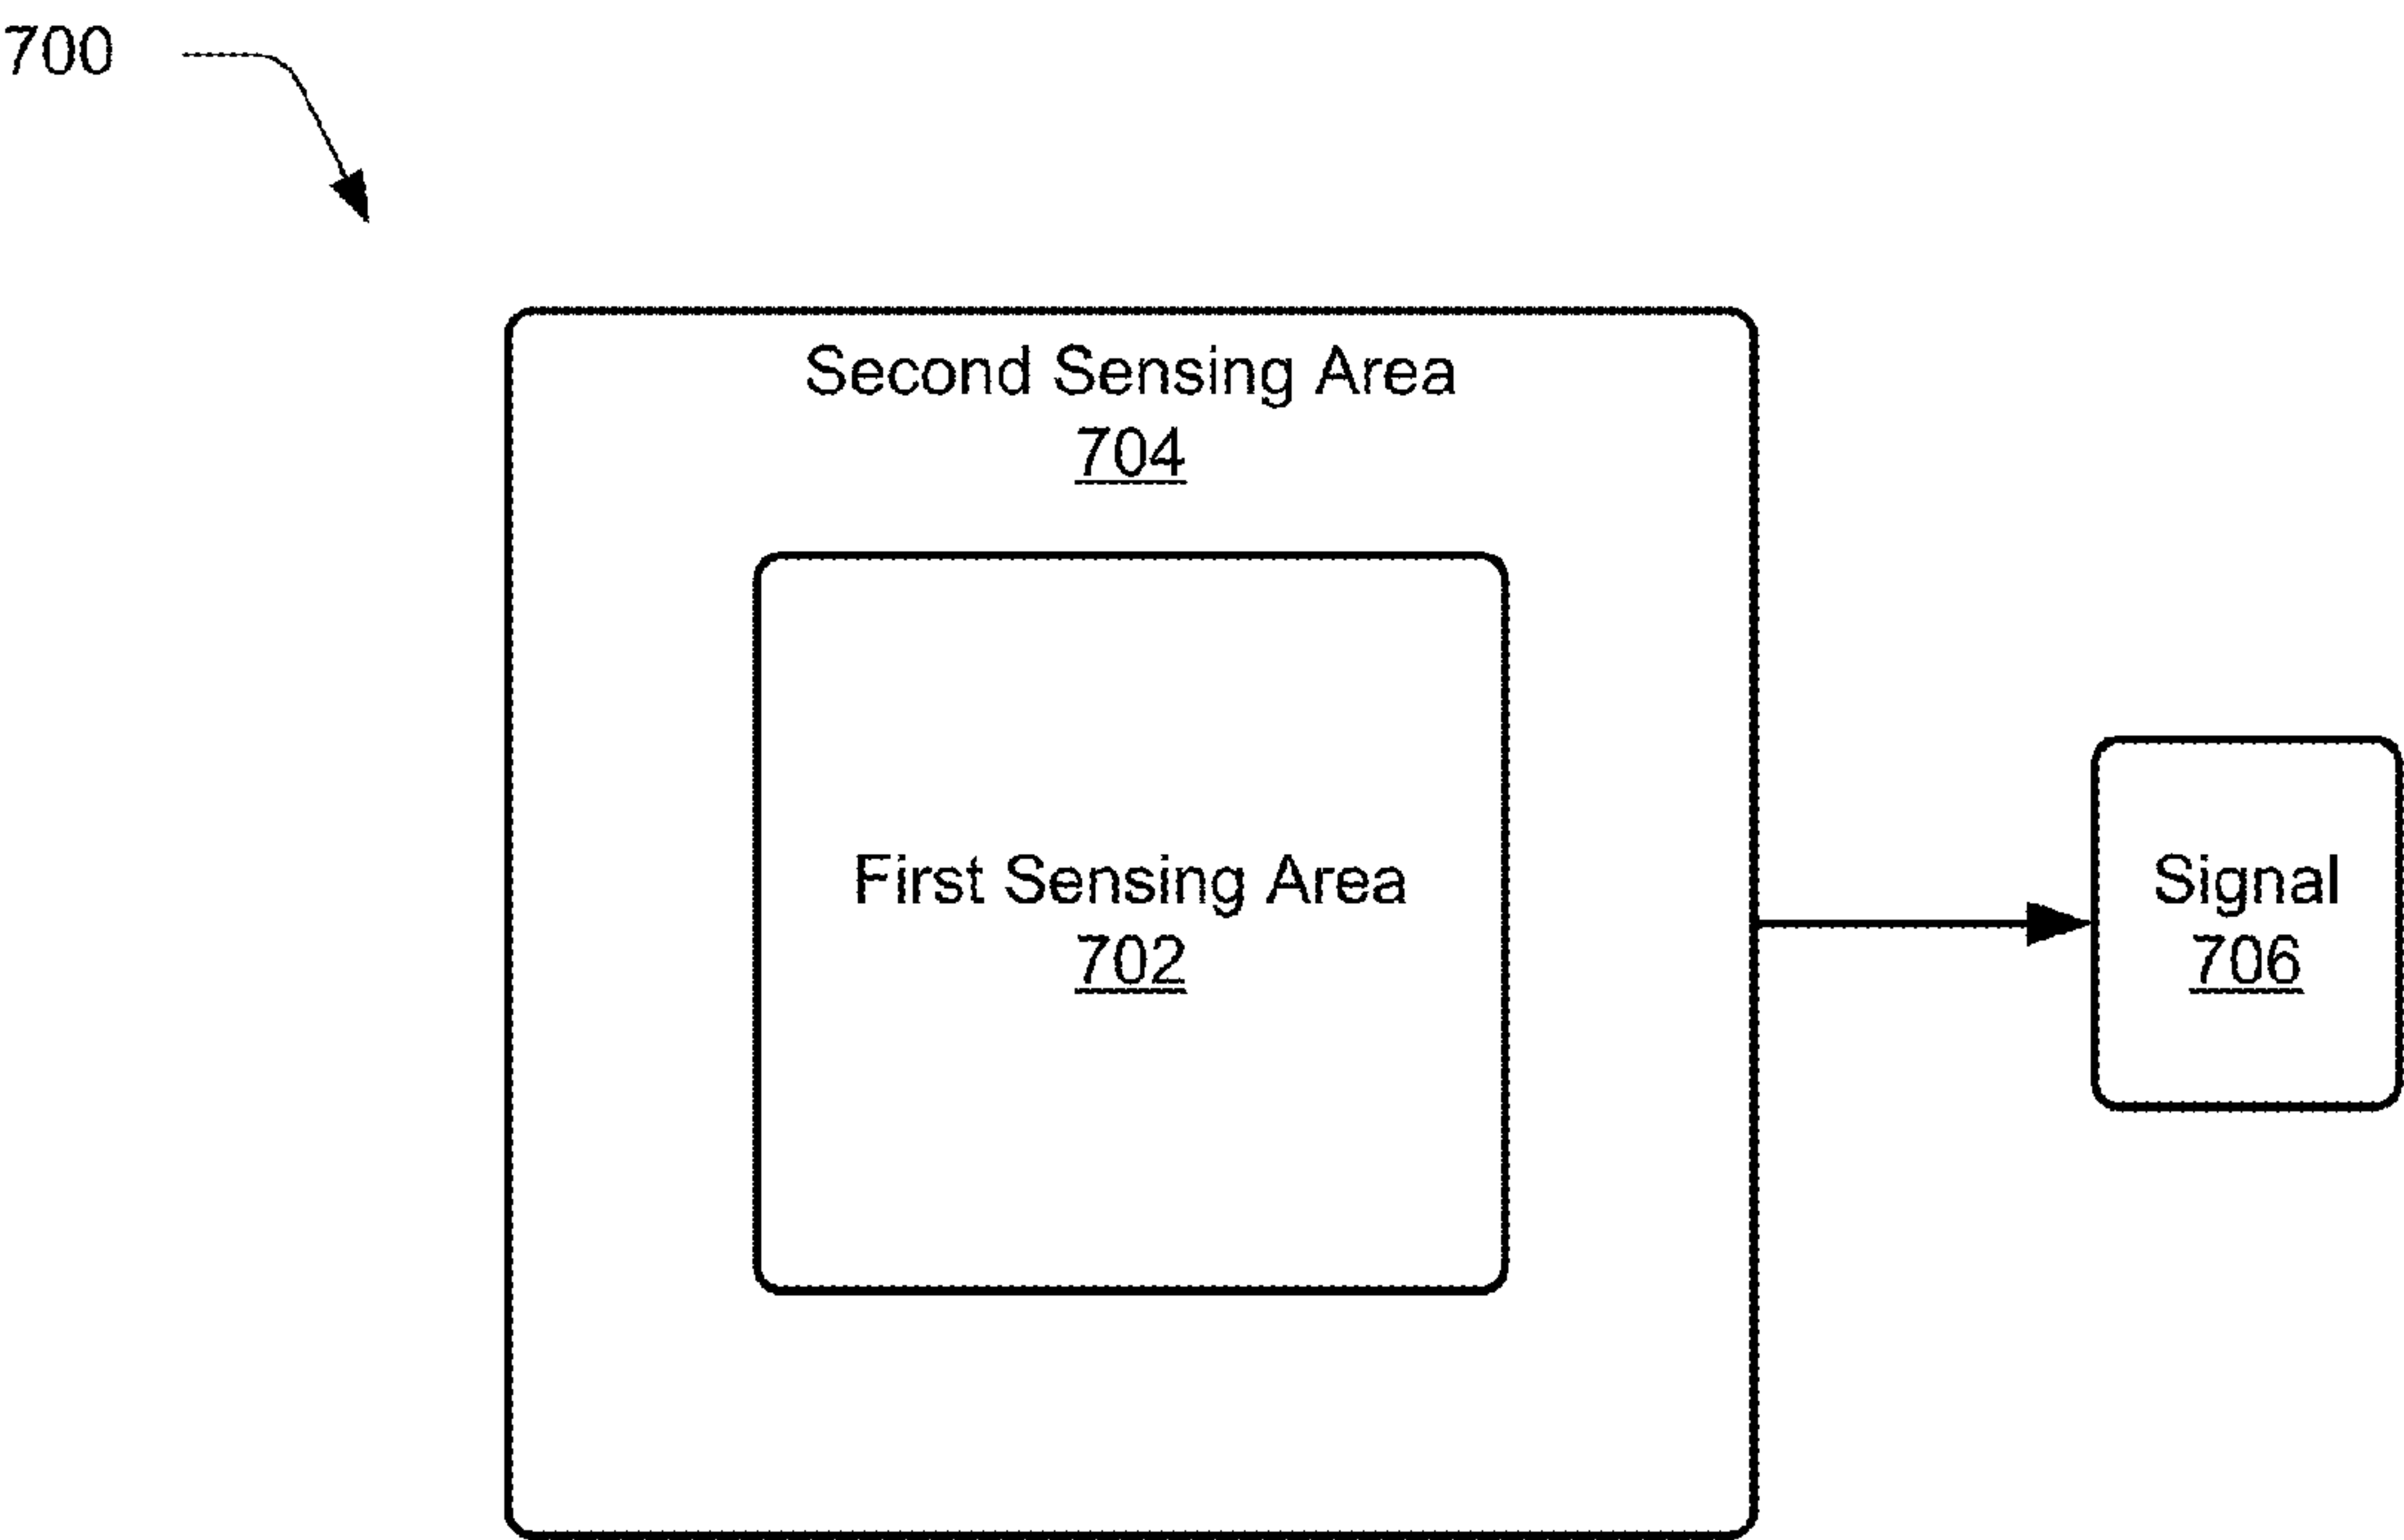 700
Second Sensing Area
704
First Sensing Area
702
Signal
706